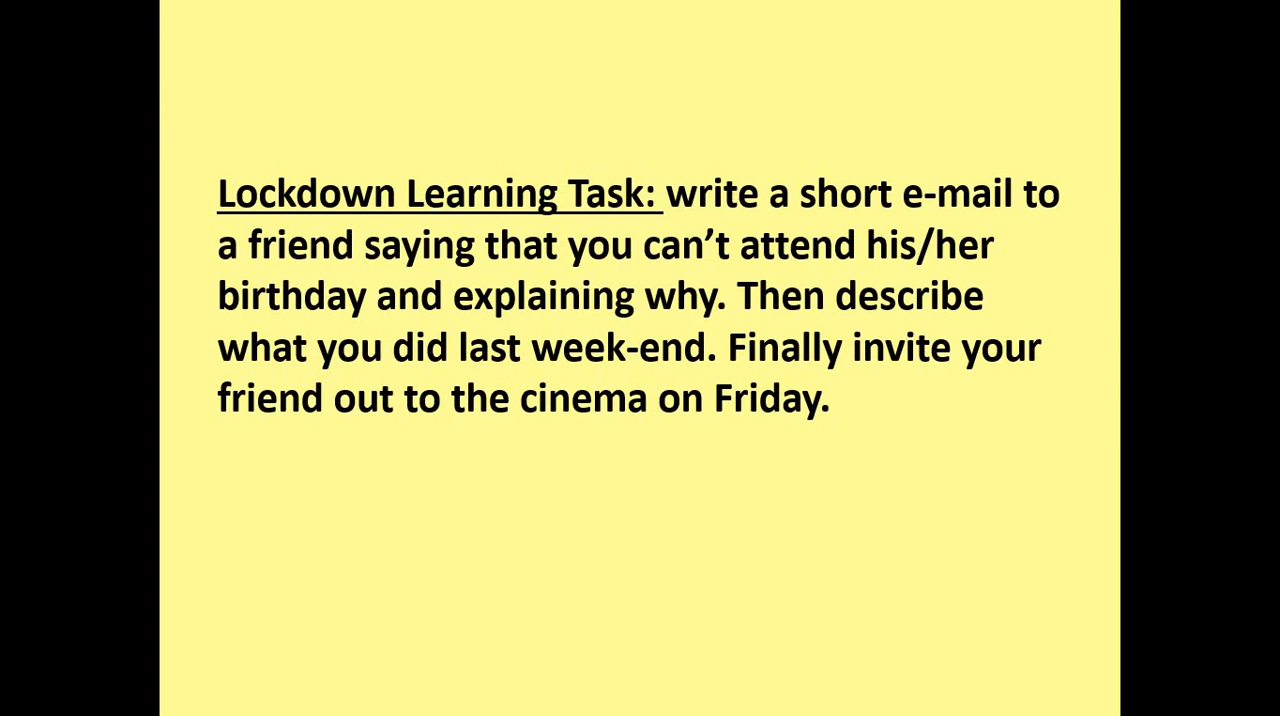 Lockdown Learning Task: write a short e-mail to
a friend saying that you can’t attend his/her
birthday and explaining why. Then describe
what you did last week-end. Finally invite your
friend out to the cinema on Friday.